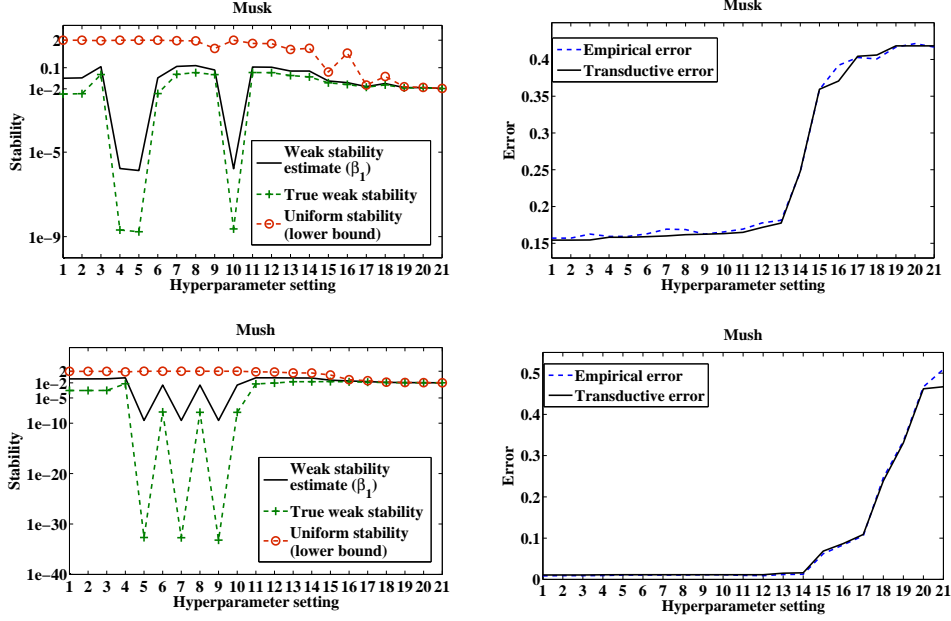 Musk
Stability
2
0.1
1e−2
1e−5
1e−9
Weak stability
estimate (β1)
True weak stability
Uniform stability
(lower bound)
1 2 3 4 5 6 7 8 9 10 11 12 13 14 15 16 17 18 19 20 21
Hyperparameter setting
Musk
Error
0.4
0.35
0.3
0.25
0.2
0.15
Empirical error
Transductive error
1 2 3 4 5 6 7 8 9 10 11 12 13 14 15 16 17 18 19 20 21
Hyperparameter setting
Mush
Stability
2
1e−2
1e−5
1e−10
1e−20
1e−30
1e−40
Weak stability
estimate (β1)
True weak stability
Uniform stability
(lower bound)
1 2 3 4 5 6 7 8 9 10 11 12 13 14 15 16 17 18 19 20 21
Hyperparameter setting
Mush
Error
0.5
0.4
0.3
0.2
0.1
0
Empirical error
Transductive error
1 2 3 4 5 6 7 8 9 10 11 12 13 14 15 16 17 18 19 20 21
Hyperparameter setting